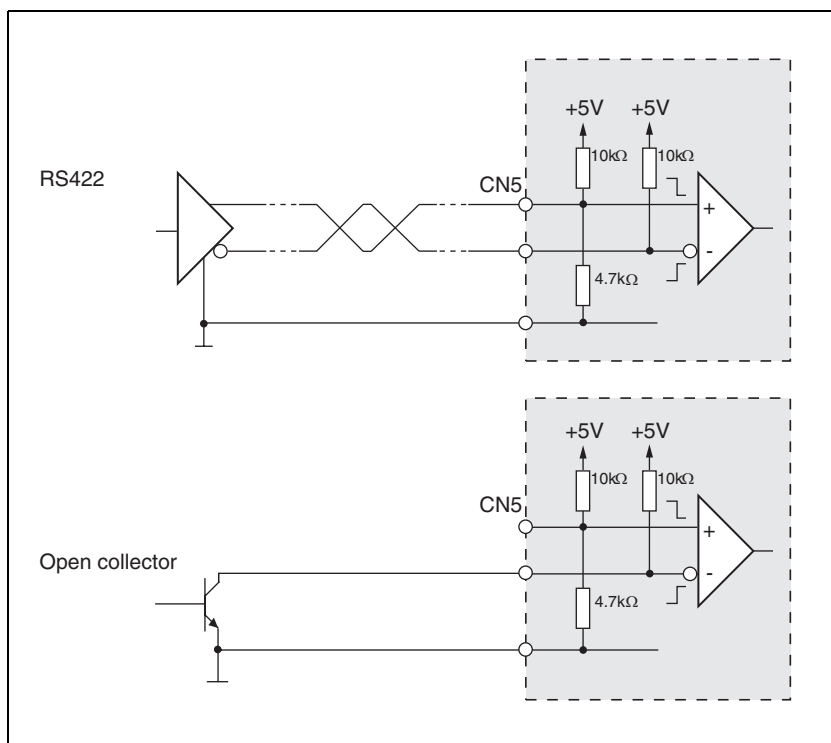 +5V +5V
10kΩ 10kΩ
RS422
CN5
+
-
4.7kΩ
+5V +5V
10kΩ 10kΩ
CN5
+
Open collector
-
4.7kΩ